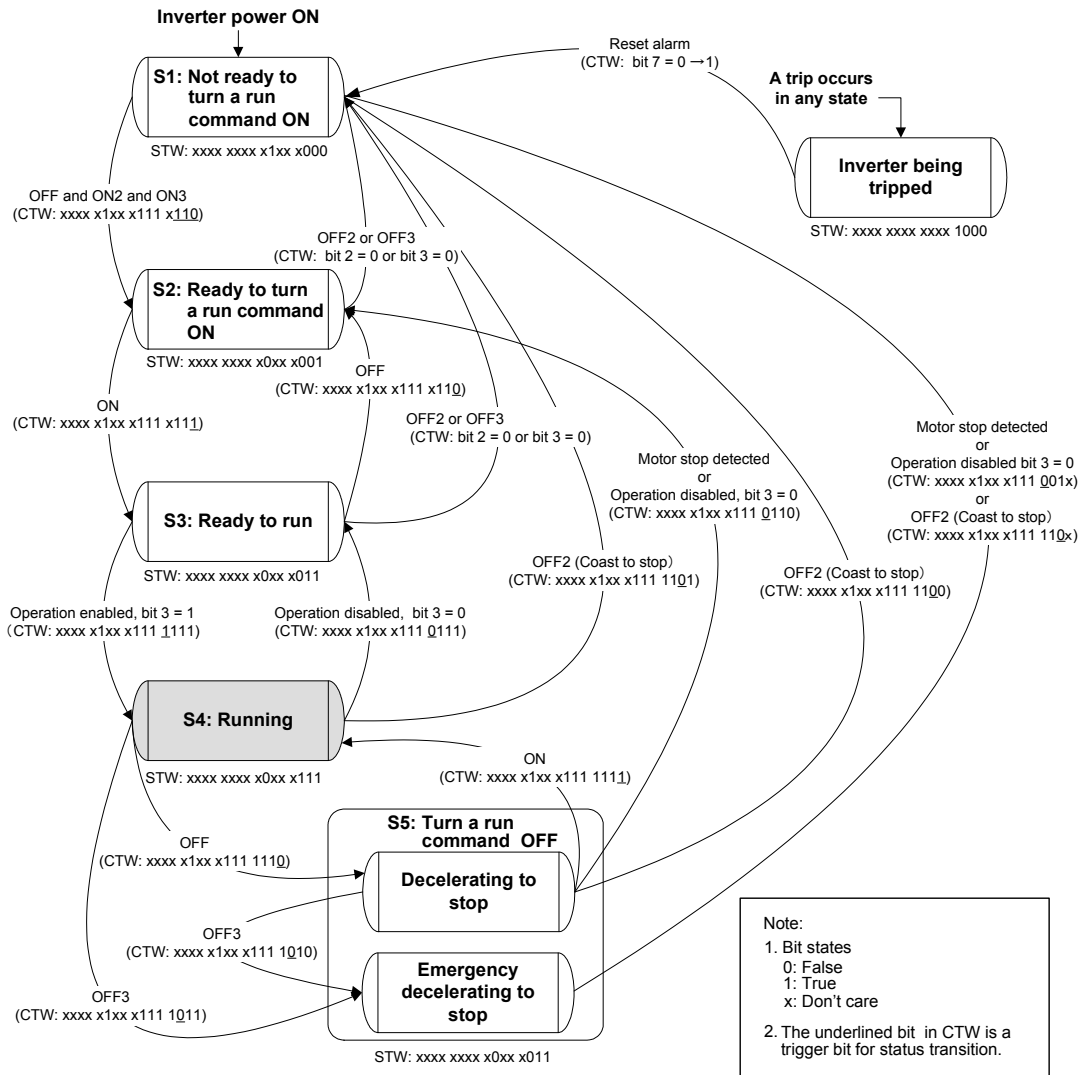 Inverter power ON
S1: Not ready to
turn a run
command ON
STW: xxxx xxxx x1xx x000
Reset alarm
(CTW: bit 7 = 0 →1)
A trip occurs
in any state
Inverter being
tripped
STW: xxxx xxxx xxxx 1000
OFF and ON2 and ON3
(CTW: xxxx x1xx x111 x110)
OFF2 or OFF3
(CTW: bit 2 = 0 or bit 3 = 0)
S2: Ready to turn
a run command
ON
STW: xxxx xxxx x0xx x001
OFF
(CTW: xxxx x1xx x111 x110)
ON
(CTW: xxxx x1xx x111 x111)
OFF2 or OFF3
(CTW: bit 2 = 0 or bit 3 = 0)
Motor stop detected
or
Operation disabled, bit 3 = 0
(CTW: xxxx x1xx x111 0110)
Motor stop detected
or
Operation disabled bit 3 = 0
(CTW: xxxx x1xx x111 001x)
or
OFF2 (Coast to stop)
(CTW: xxxx x1xx x111 110x)
S3: Ready to run
STW: xxxx xxxx x0xx x011
OFF2 (Coast to stop)
(CTW: xxxx x1xx x111 1101)
OFF2 (Coast to stop)
(CTW: xxxx x1xx x111 1100)
Operation enabled, bit 3 = 1
(CTW: xxxx x1xx x111 1111)
Operation disabled, bit 3 = 0
(CTW: xxxx x1xx x111 0111)
S4: Running
STW: xxxx xxxx x0xx x111
ON
(CTW: xxxx x1xx x111 1111)
S5: Turn a run
command OFF
OFF
(CTW: xxxx x1xx x111 1110)
Decelerating to
stop
OFF3
(CTW: xxxx x1xx x111 1010)
Emergency
decelerating to
stop
OFF3
(CTW: xxxx x1xx x111 1011)
STW: xxxx xxxx x0xx x011
Note:
1. Bit states
0: False
1: True
x: Don't care
2. The underlined bit in CTW is a
trigger bit for status transition.